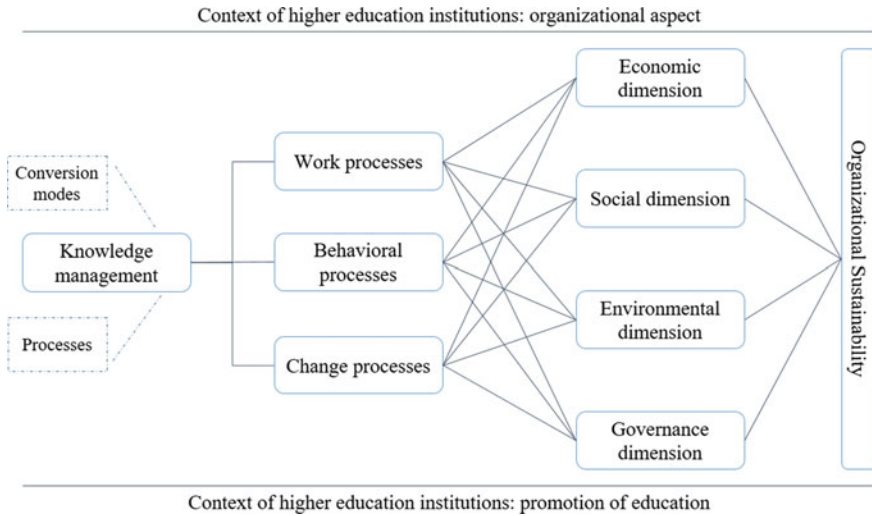 Context of higher education institutions: organizational aspect
Conversion
modes
Knowledge
management
Processes
Work processes
Behavioral
processes
Change processes
Economic
dimension
Social dimension
Environmental
dimension
Governance
dimension
Organizational Sustainability
Context of higher education institutions: promotion of education